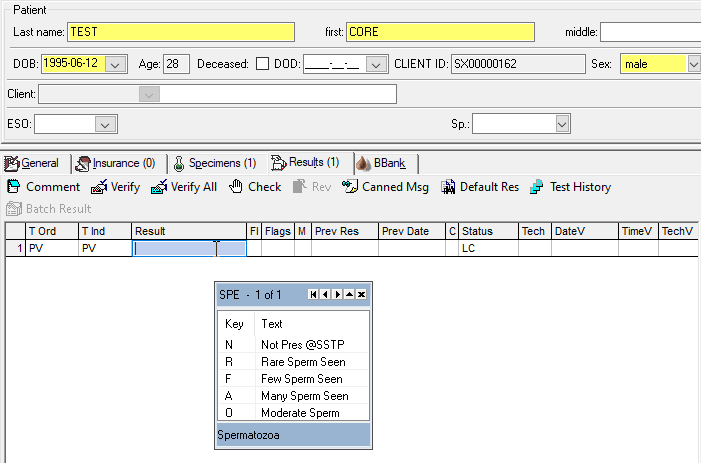 Patient
Last name: TEST first: CORE middle:
DOB: 1995-06-12 Age: 28 Deceased: DOD: ____-__-__ CLIENT ID: SX00000162 Sex: male
Client:
ESO: Sp.:
General Insurance (0) Specimens (1) Results (1) BBank
Comment Verify Verify All Check Rev Canned Msg Default Res Test History
Batch Result
T Ord T Ind Result Fl Flags M Prev Res Prev Date C Status Tech DateV TimeV TechV
1 PV PV LC
SPE - 1 of 1
Key Text
N Not Pres @SSTP
R Rare Sperm Seen
F Few Sperm Seen
A Many Sperm Seen
O Moderate Sperm
Spermatozoa